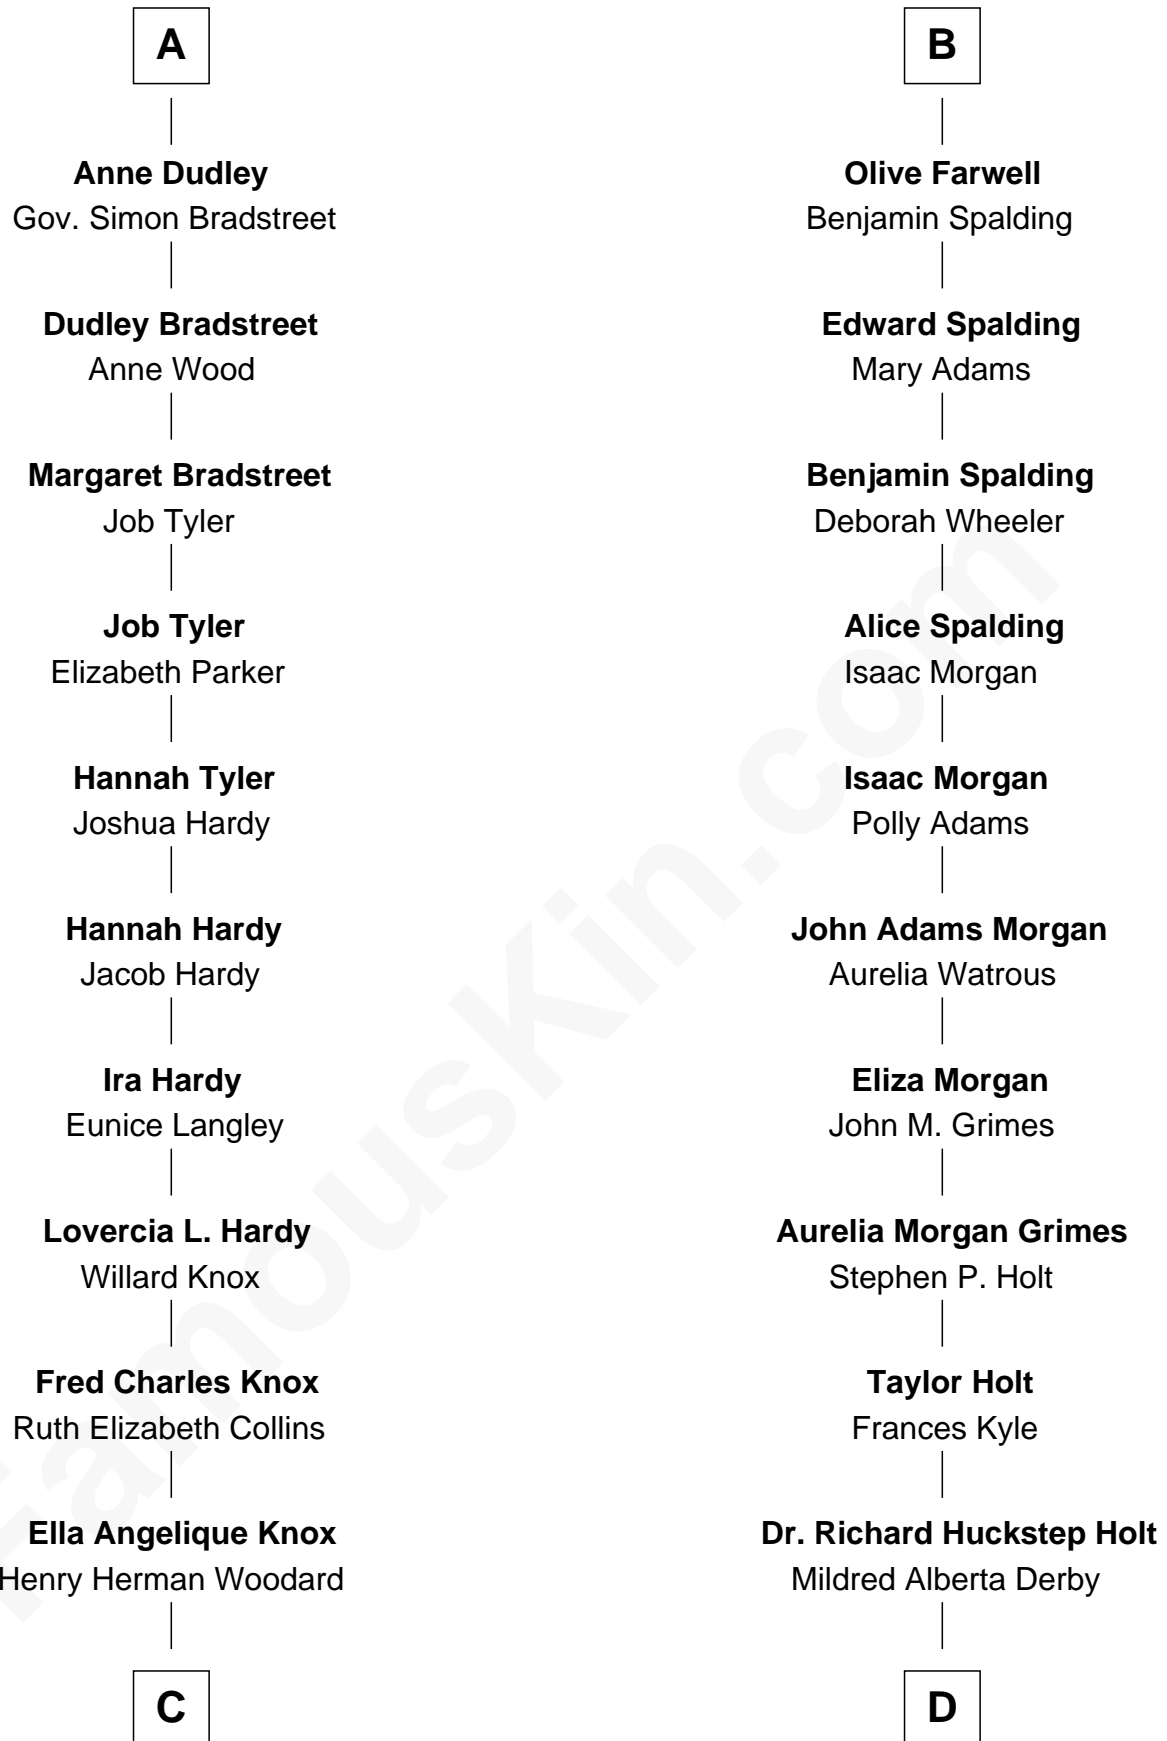 A
Anne Dudley
Gov. Simon Bradstreet
Dudley Bradstreet
Anne Wood
Margaret Bradstreet
Job Tyler
Job Tyler
Elizabeth Parker
Hannah Tyler
Joshua Hardy
Hannah Hardy
Jacob Hardy
Ira Hardy
Eunice Langley
Lovercia L. Hardy
Willard Knox
Fred Charles Knox
Ruth Elizabeth Collins
Ella Angelique Knox
Henry Herman Woodard
C
B
Olive Farwell
Benjamin Spalding
Edward Spalding
Mary Adams
Benjamin Spalding
Deborah Wheeler
Alice Spalding
Isaac Morgan
Isaac Morgan
Polly Adams
John Adams Morgan
Aurelia Watrous
Eliza Morgan
John M. Grimes
Aurelia Morgan Grimes
Stephen P. Holt
Taylor Holt
Frances Kyle
Dr. Richard Huckstep Holt
Mildred Alberta Derby
D
FamousKin.com